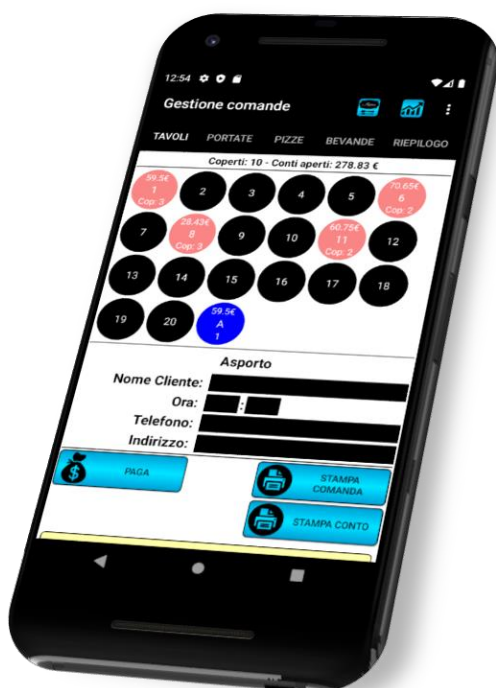 12:54
Gestione comande
TAVOLI PORTATE PIZZE BEVANDE RIEPILOGO
Coperti: 10 - Conti aperti: 278.83 €
59.5€
1
Cop: 3
2
3
4
5
70.65€
6
Cop: 2
7
28.43€
8
Cop: 3
9
10
60.75€
11
Cop: 2
12
13
14
15
16
17
18
19
20
59.5€
A
1
Asporto
Nome Cliente:
Ora: :
Telefono:
Indirizzo:
PAGA
STAMPA
COMANDA
STAMPA CONTO